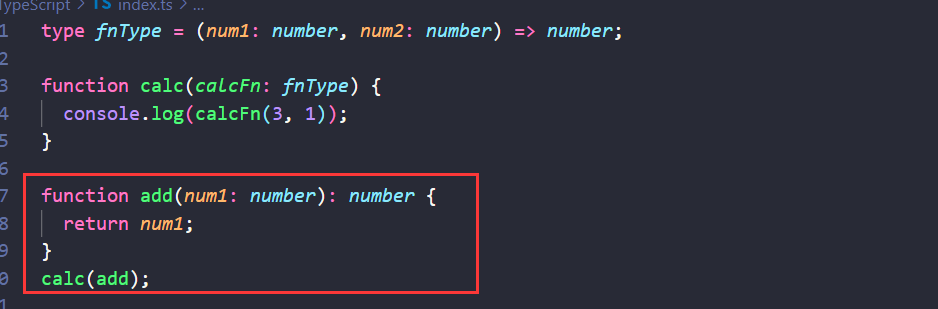 TypeScript > TS index.ts > ...
1 type fnType = (num1: number, num2: number) => number;
2
3 function calc(calcFn: fnType) {
4 console.log(calcFn(3, 1));
5 }
6
7 function add(num1: number): number {
8 return num1;
9 }
0 calc(add);
1